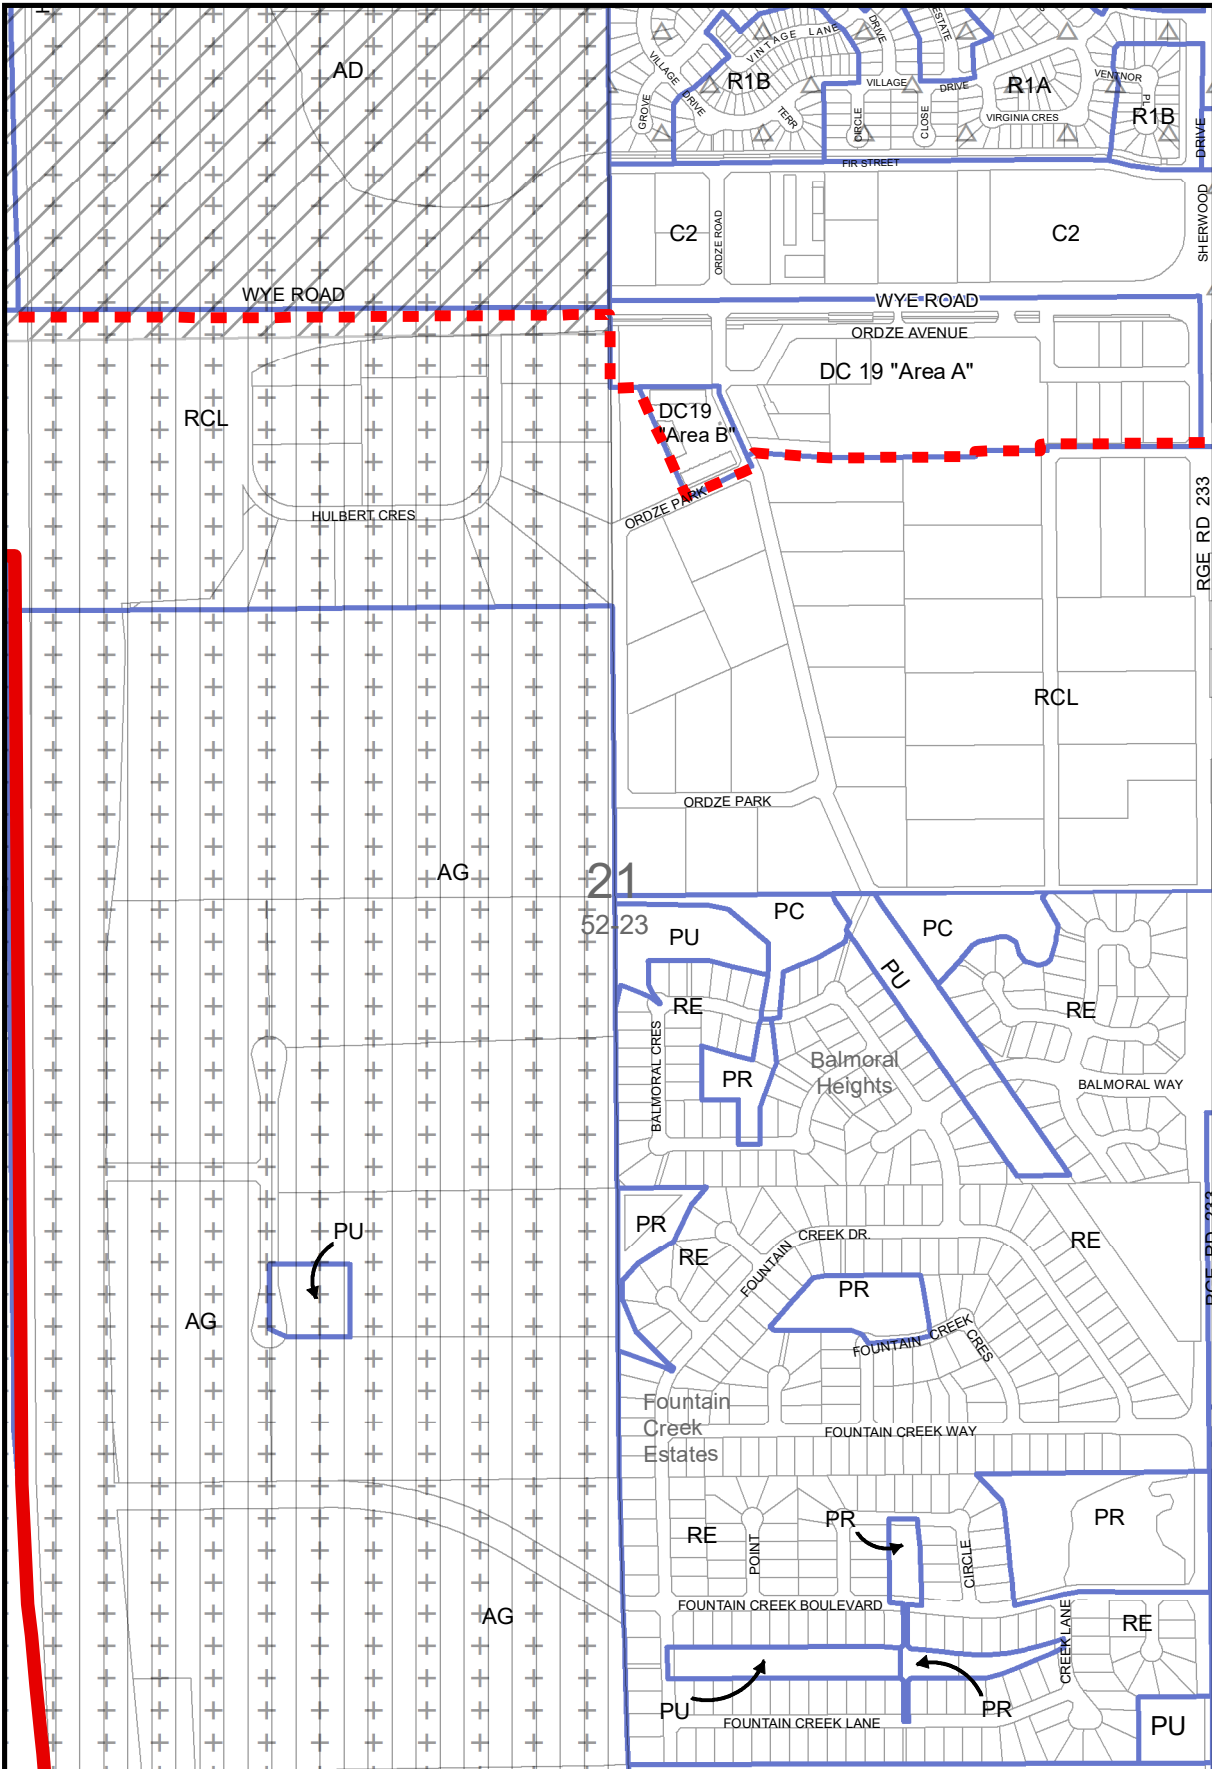 AD
VINTAGE LANE
DRIVE
ESTATE
VILLAGE
DRIVE
GROVE
R1B
TERR
VILLAGE
DRIVE
CIRCLE
CLOSE
R1A
VIRGINIA CRES
VENTNOR
PL
R1B
DRIVE
FIR STREET
C2
ORDZE ROAD
C2
SHERWOOD
WYE ROAD
WYE ROAD
ORDZE AVENUE
DC 19 "Area A"
RCL
DC19
"Area B"
HULBERT CRES
ORDZE PARK
RGE RD 233
RCL
ORDZE PARK
AG
21
52-23
PU
PC
PC
PU
RE
RE
BALMORAL CRES
PR
Balmoral
Heights
BALMORAL WAY
PR
PU
RE
FOUNTAIN
CREEK DR.
RE
RGE RD 233
PR
AG
FOUNTAIN CREEK
CRES
Fountain
Creek
Estates
FOUNTAIN CREEK WAY
RE
POINT
PR
CIRCLE
PR
AG
FOUNTAIN CREEK BOULEVARD
CREEK LANE
RE
PU
PR
FOUNTAIN CREEK LANE
PU